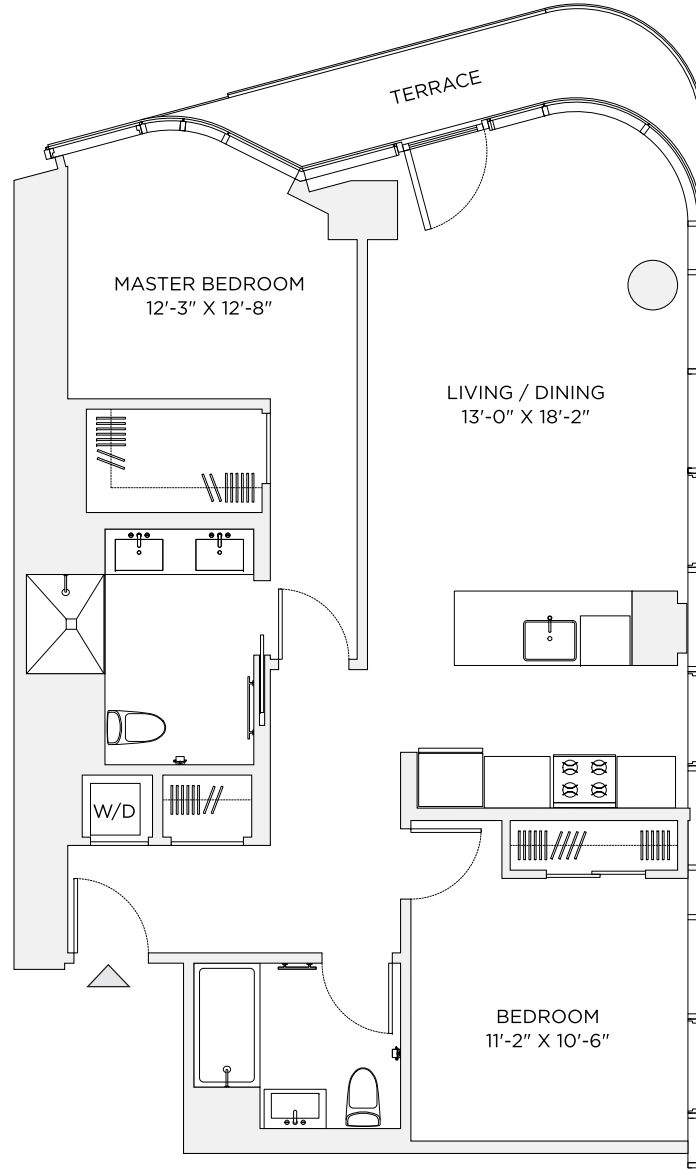 TERRACE
MASTER BEDROOM
12'-3" X 12'-8"
LIVING / DINING
13'-0" X 18'-2"
W/D
BEDROOM
11'-2" X 10'-6"